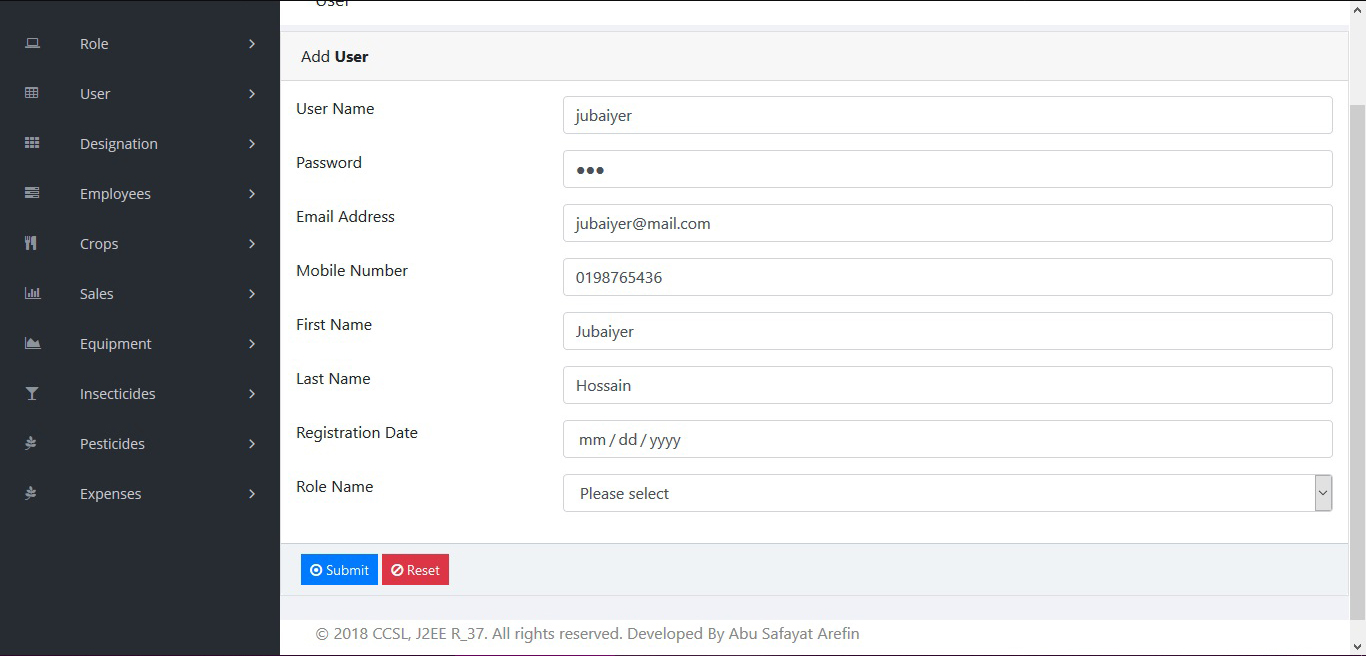 User
Role
User
Designation
Employees
Crops
Sales
Equipment
Insecticides
Pesticides
Expenses
Add User
User Name jubaiyer
Password ●●●
Email Address jubaiyer@mail.com
Mobile Number 0198765436
First Name Jubaiyer
Last Name Hossain
Registration Date mm / dd / yyyy
Role Name Please select
Submit Reset
© 2018 CCSL, J2EE R_37. All rights reserved. Developed By Abu Safayat Arefin